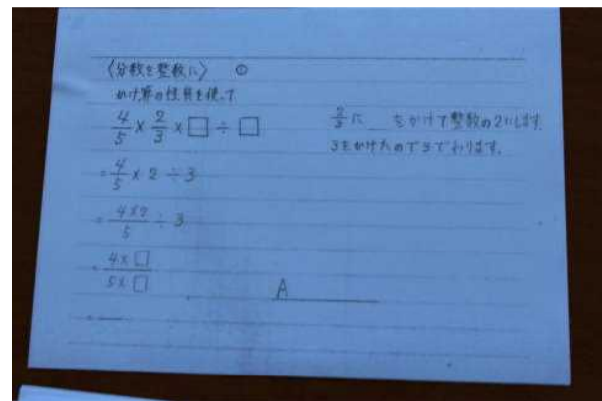 〈分数を整数に〉 ①
かけ算の性質を使って
4/5 × 2/3 × □ ÷ □
= 4/5 × 2 ÷ 3
= 4×2/5 ÷ 3
= 4×□/5×□
=
A
2/3に＿をかけて整数の2にします。
3をかけたので3でわります。